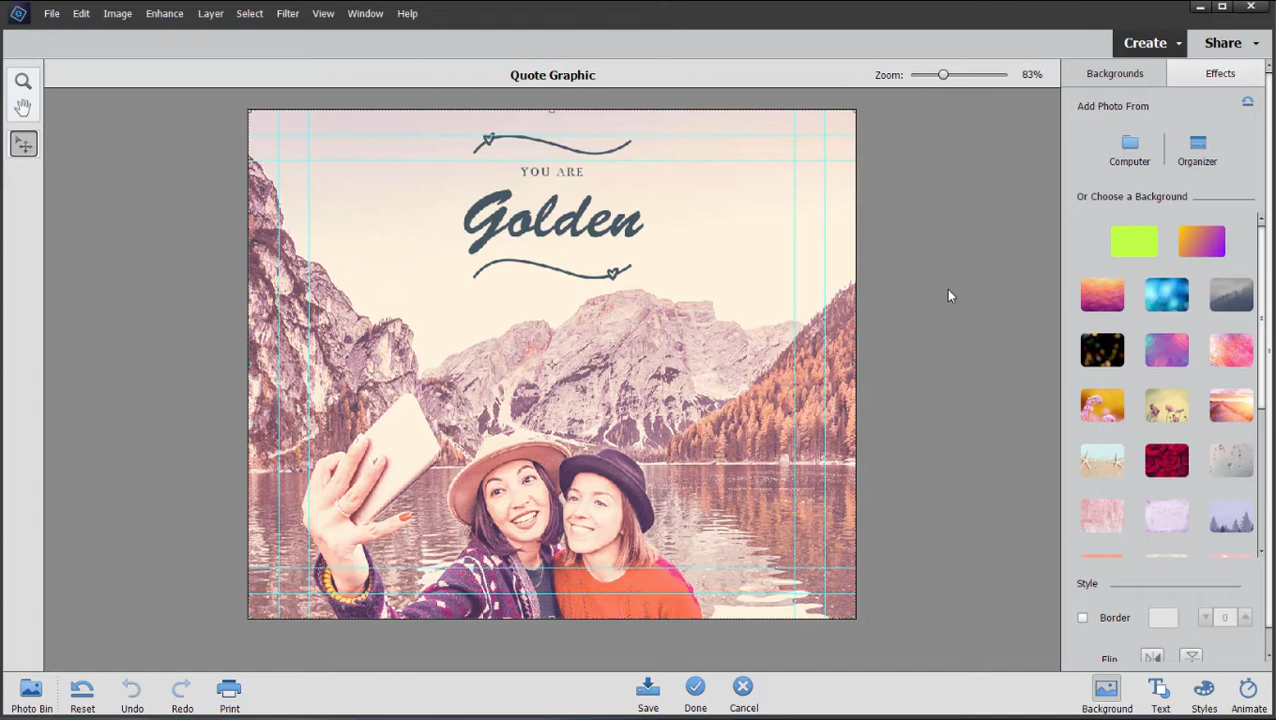 File Edit Image Enhance Layer Select Filter View Window Help
Create Share
Quote Graphic
Zoom: 83%
Backgrounds Effects
Add Photo From
Computer Organizer
Or Choose a Background
YOU ARE
Golden
Style
Border 0
Flip
Photo Bin Reset Undo Redo Print Save Done Cancel Background Text Styles Animate